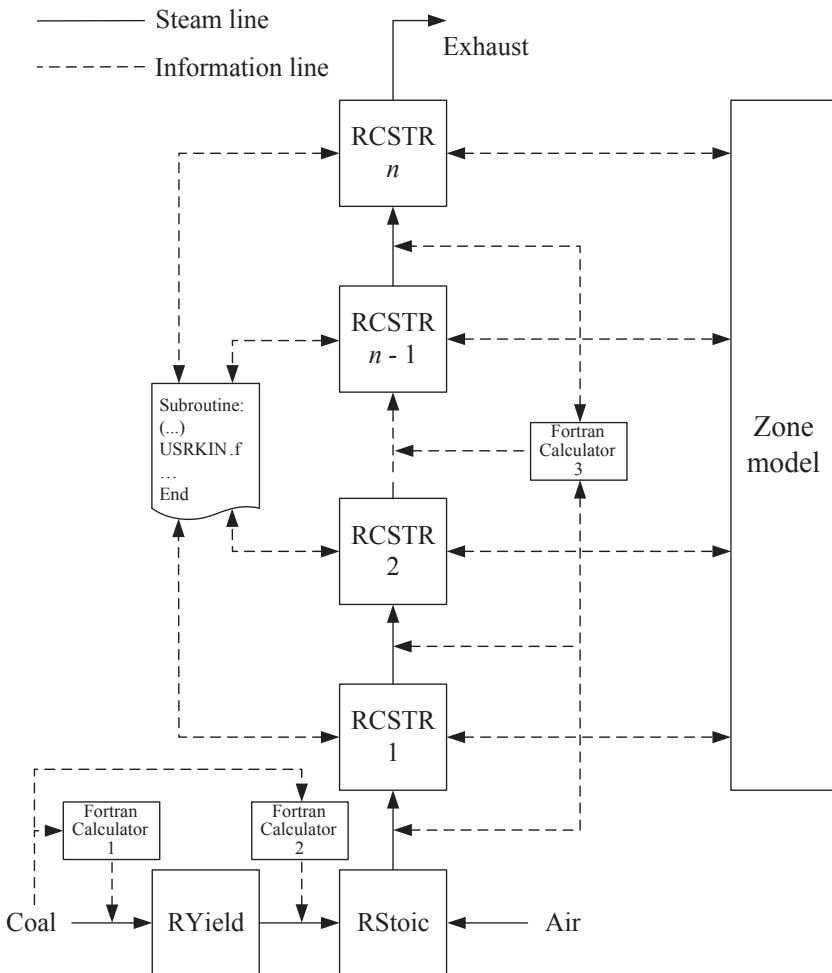 Steam line
Information line
Exhaust
RCSTR
n
RCSTR
n - 1
Subroutine:
(...)
USRKIN.f
...
End
Fortran
Calculator
3
Zone
model
RCSTR
2
RCSTR
1
Fortran
Calculator
1
Fortran
Calculator
2
Coal
RYield
RStoic
Air